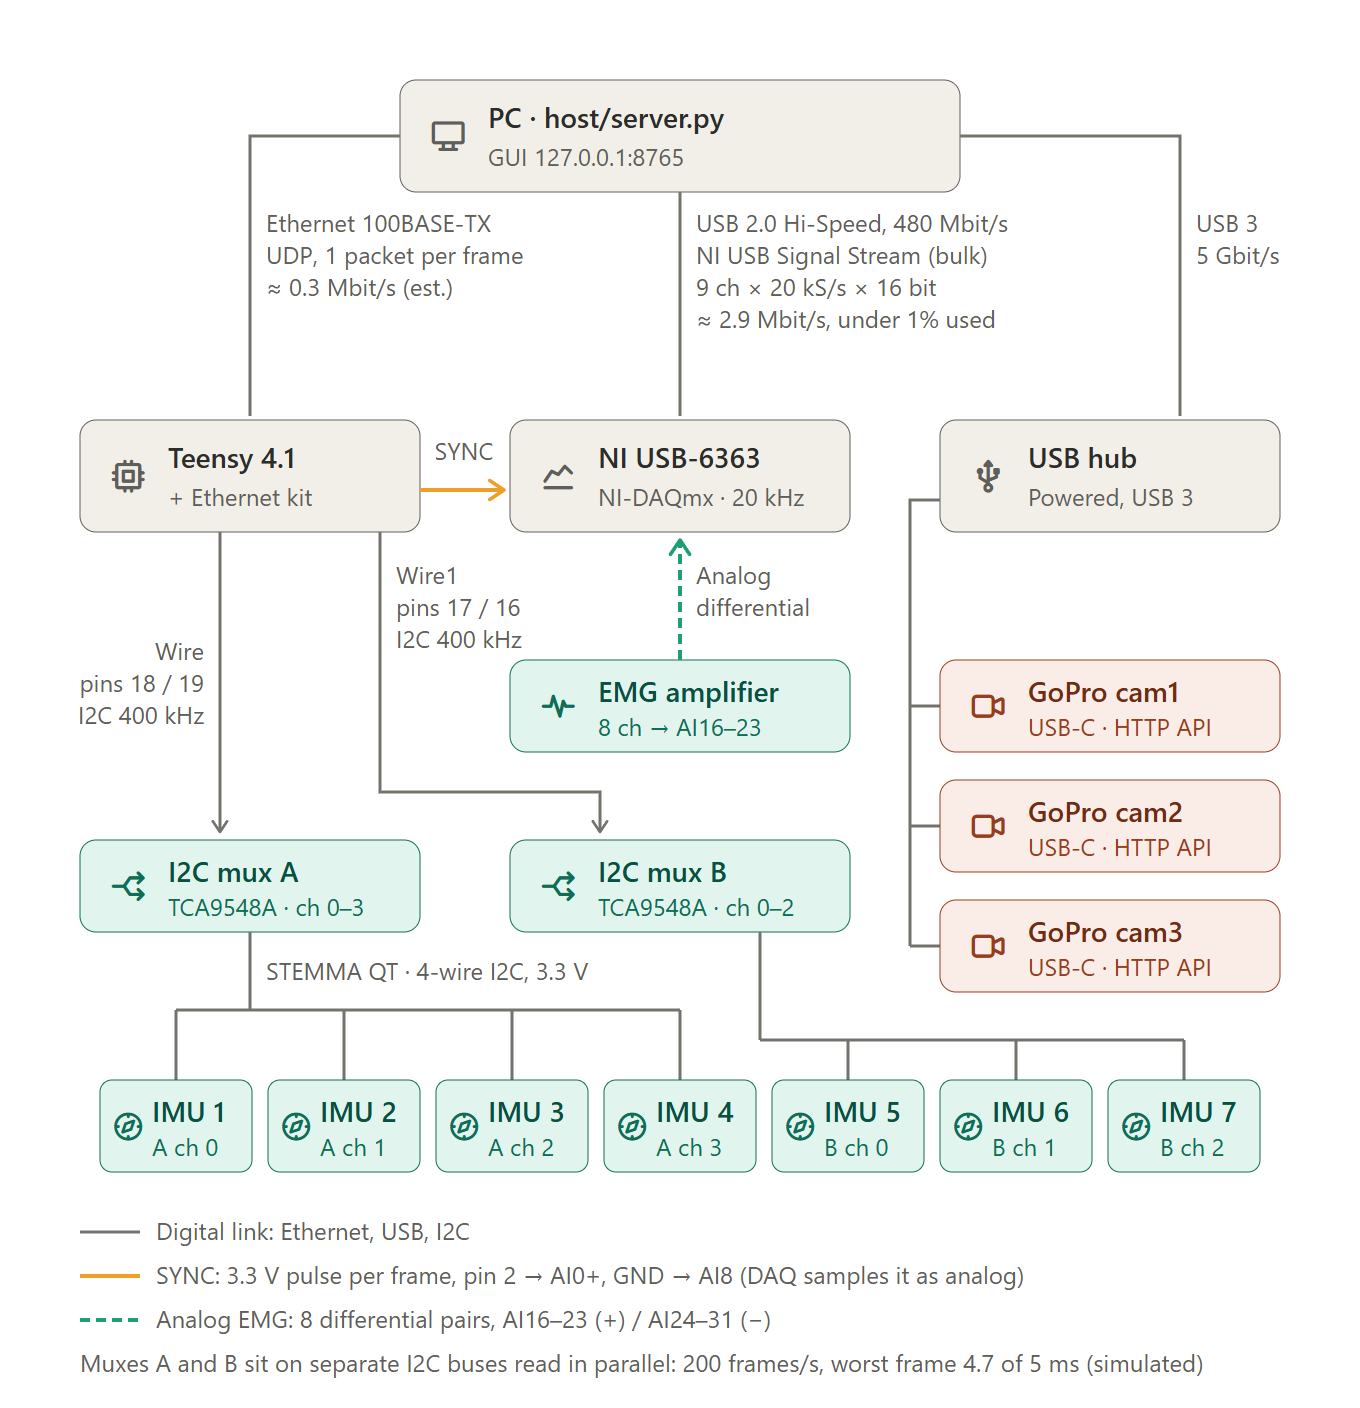 PC · host/server.py
GUI 127.0.0.1:8765
Ethernet 100BASE-TX
UDP, 1 packet per frame
≈ 0.3 Mbit/s (est.)
USB 2.0 Hi-Speed, 480 Mbit/s
NI USB Signal Stream (bulk)
9 ch × 20 kS/s × 16 bit
≈ 2.9 Mbit/s, under 1% used
USB 3
5 Gbit/s
Teensy 4.1
+ Ethernet kit
SYNC
NI USB-6363
NI-DAQmx · 20 kHz
USB hub
Powered, USB 3
Wire1
pins 17 / 16
I2C 400 kHz
Analog
differential
Wire
pins 18 / 19
I2C 400 kHz
EMG amplifier
8 ch → AI16–23
GoPro cam1
USB-C · HTTP API
GoPro cam2
USB-C · HTTP API
I2C mux A
TCA9548A · ch 0–3
I2C mux B
TCA9548A · ch 0–2
GoPro cam3
USB-C · HTTP API
STEMMA QT · 4-wire I2C, 3.3 V
IMU 1
A ch 0
IMU 2
A ch 1
IMU 3
A ch 2
IMU 4
A ch 3
IMU 5
B ch 0
IMU 6
B ch 1
IMU 7
B ch 2
Digital link: Ethernet, USB, I2C
SYNC: 3.3 V pulse per frame, pin 2 → AI0+, GND → AI8 (DAQ samples it as analog)
Analog EMG: 8 differential pairs, AI16–23 (+) / AI24–31 (−)
Muxes A and B sit on separate I2C buses read in parallel: 200 frames/s, worst frame 4.7 of 5 ms (simulated)